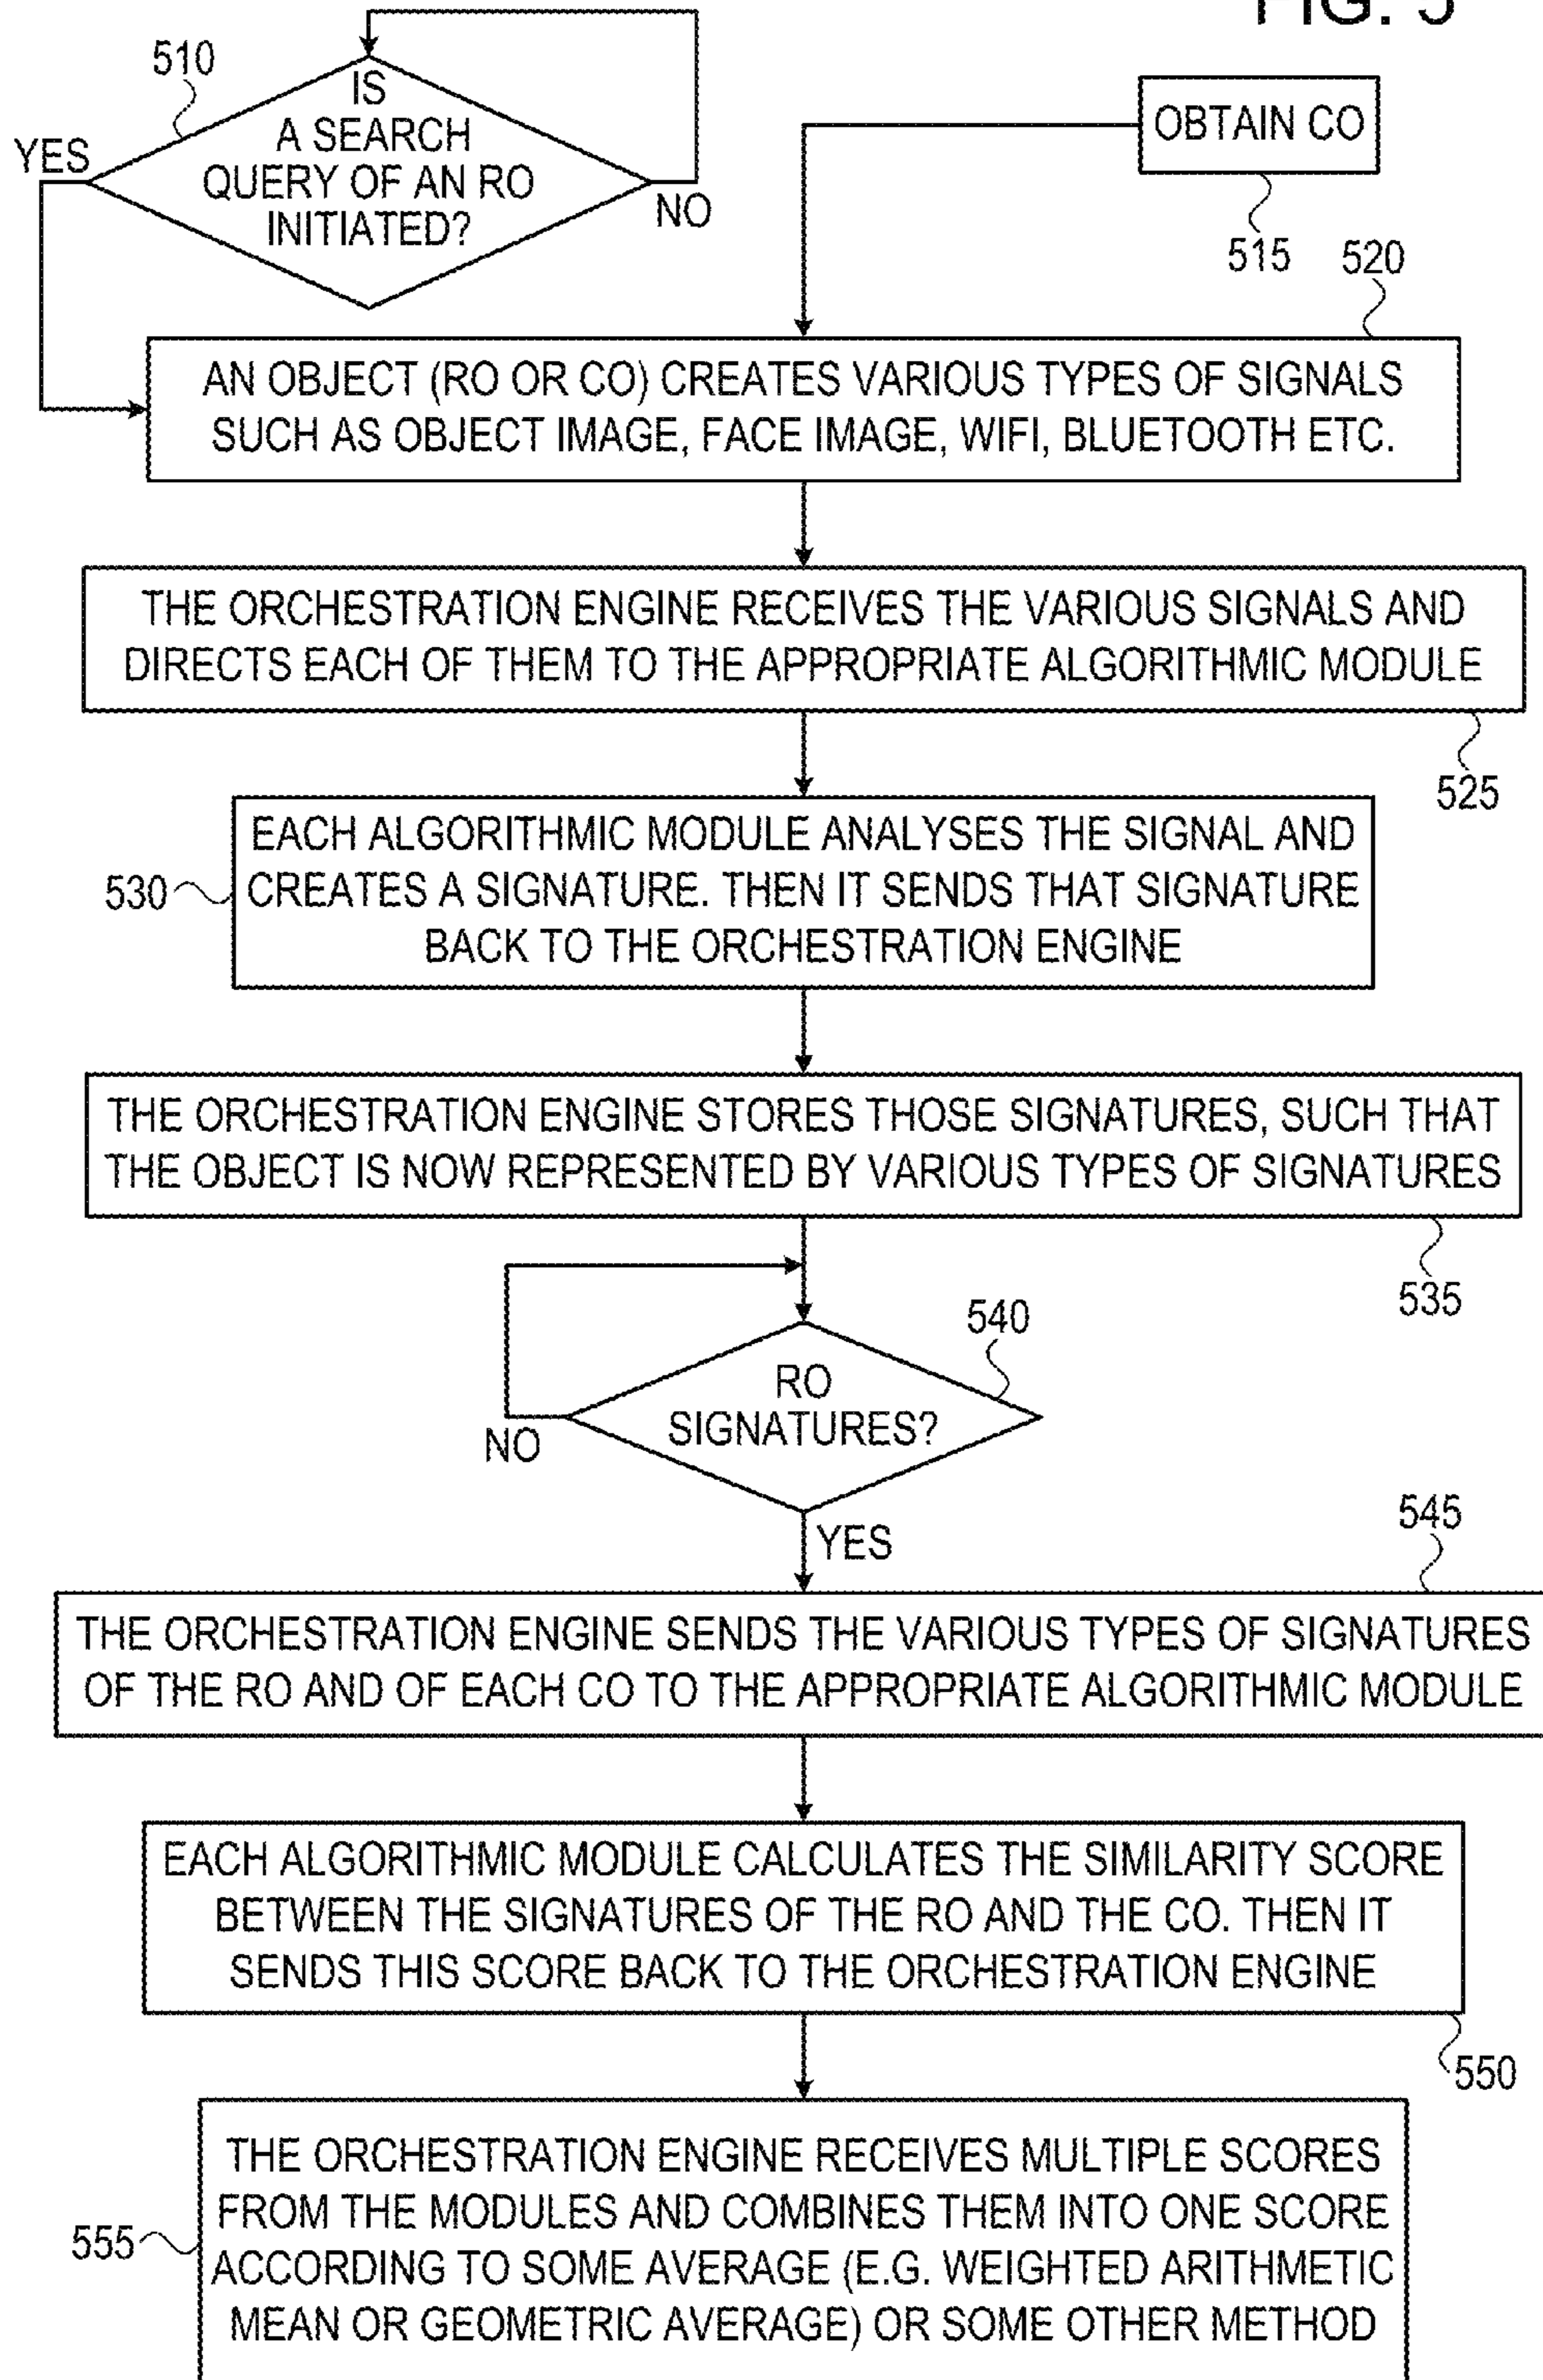 FIG. 5
510
IS
A SEARCH
QUERY OF AN RO
INITIATED?
YES
NO
OBTAIN CO
515
520
AN OBJECT (RO OR CO) CREATES VARIOUS TYPES OF SIGNALS
SUCH AS OBJECT IMAGE, FACE IMAGE, WIFI, BLUETOOTH ETC.
THE ORCHESTRATION ENGINE RECEIVES THE VARIOUS SIGNALS AND
DIRECTS EACH OF THEM TO THE APPROPRIATE ALGORITHMIC MODULE
525
EACH ALGORITHMIC MODULE ANALYSES THE SIGNAL AND
CREATES A SIGNATURE. THEN IT SENDS THAT SIGNATURE
BACK TO THE ORCHESTRATION ENGINE
530
THE ORCHESTRATION ENGINE STORES THOSE SIGNATURES, SUCH THAT
THE OBJECT IS NOW REPRESENTED BY VARIOUS TYPES OF SIGNATURES
535
540
RO
SIGNATURES?
NO
YES
545
THE ORCHESTRATION ENGINE SENDS THE VARIOUS TYPES OF SIGNATURES
OF THE RO AND OF EACH CO TO THE APPROPRIATE ALGORITHMIC MODULE
EACH ALGORITHMIC MODULE CALCULATES THE SIMILARITY SCORE
BETWEEN THE SIGNATURES OF THE RO AND THE CO. THEN IT
SENDS THIS SCORE BACK TO THE ORCHESTRATION ENGINE
550
THE ORCHESTRATION ENGINE RECEIVES MULTIPLE SCORES
FROM THE MODULES AND COMBINES THEM INTO ONE SCORE
ACCORDING TO SOME AVERAGE (E.G. WEIGHTED ARITHMETIC
MEAN OR GEOMETRIC AVERAGE) OR SOME OTHER METHOD
555